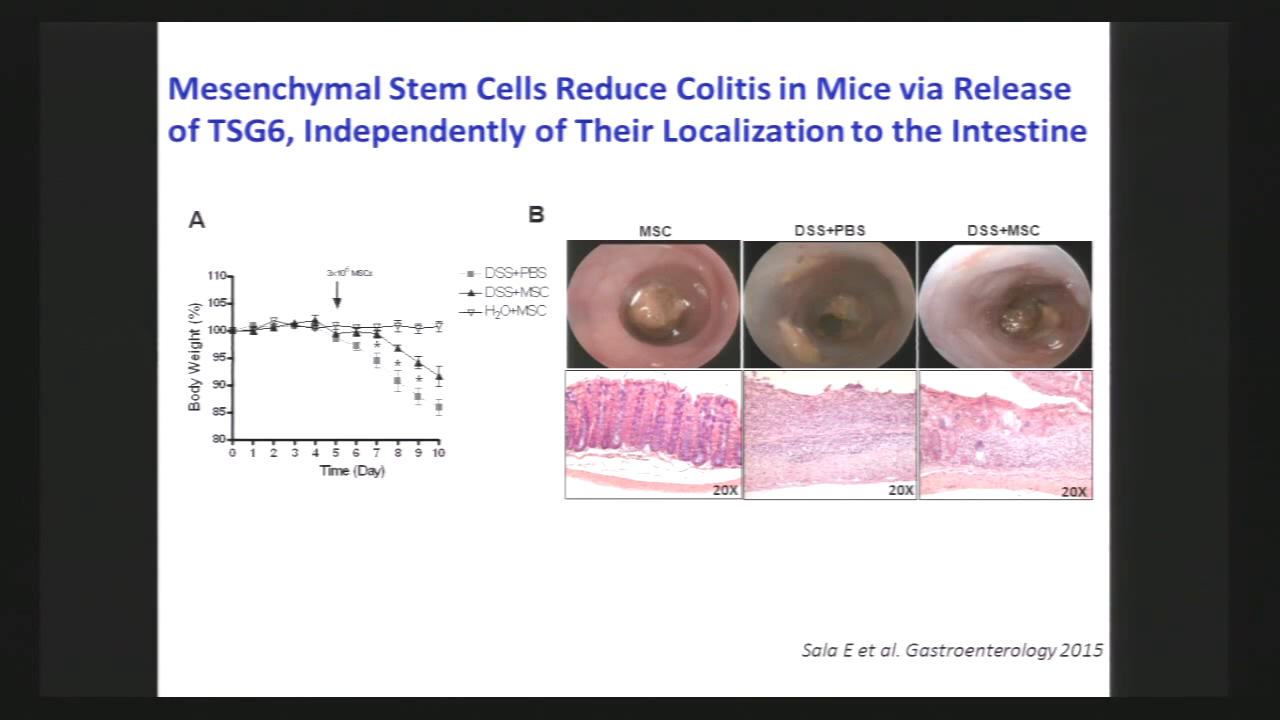 Mesenchymal Stem Cells Reduce Colitis in Mice via Release
of TSG6, Independently of Their Localization to the Intestine
A
3x10⁶ MSCs
DSS+PBS
DSS+MSC
H₂O+MSC
Body Weight (%)
110
105
100
95
90
85
80
0 1 2 3 4 5 6 7 8 9 10
* * *
Time (Day)
B
MSC
DSS+PBS
DSS+MSC
20X
20X
20X
Sala E et al. Gastroenterology 2015